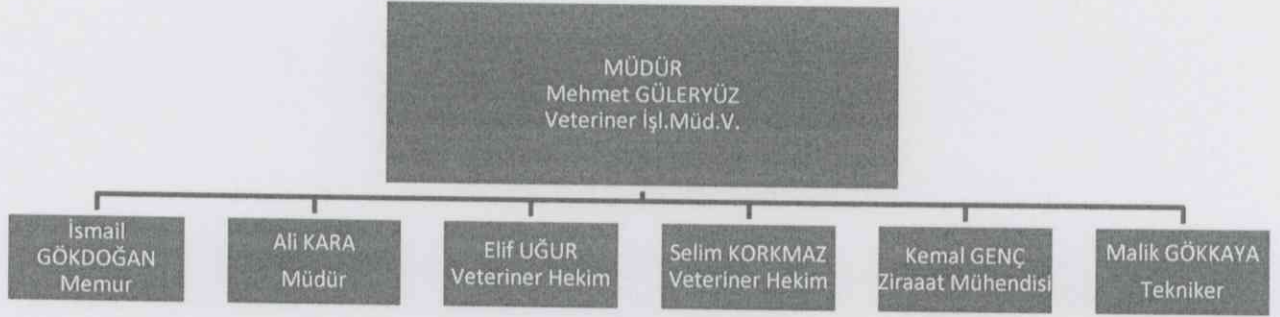 MÜDÜR
Mehmet GÜLERYÜZ
Veteriner İşl.Müd.V.
İsmail
GÖKDOĞAN
Memur
Ali KARA
Müdür
Elif UĞUR
Veteriner Hekim
Selim KORKMAZ
Veteriner Hekim
Kemal GENÇ
Ziraaat Mühendisi
Malik GÖKKAYA
Tekniker